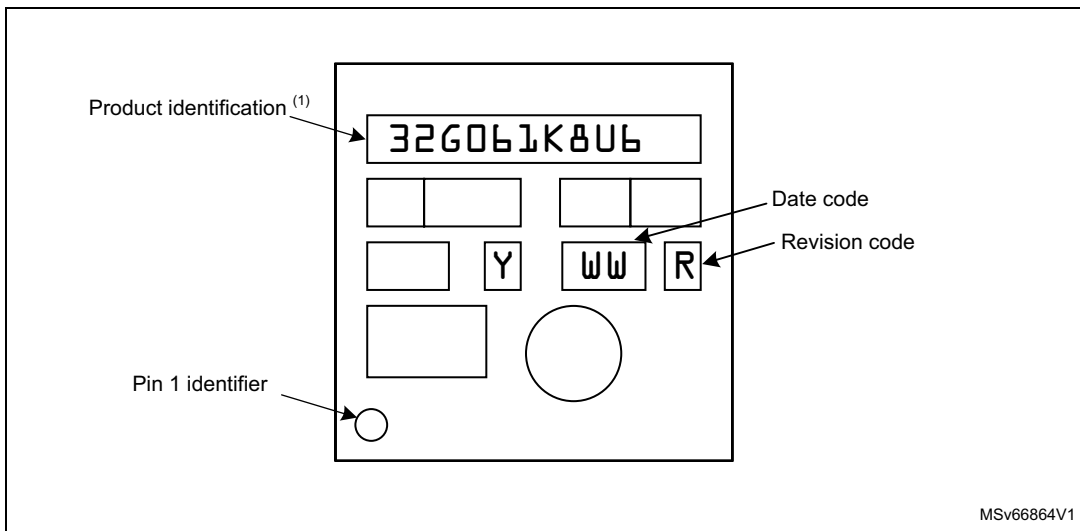 Product identification (1)
32G061K8U6
Date code
Revision code
Y WW R
Pin 1 identifier
MSv66864V1